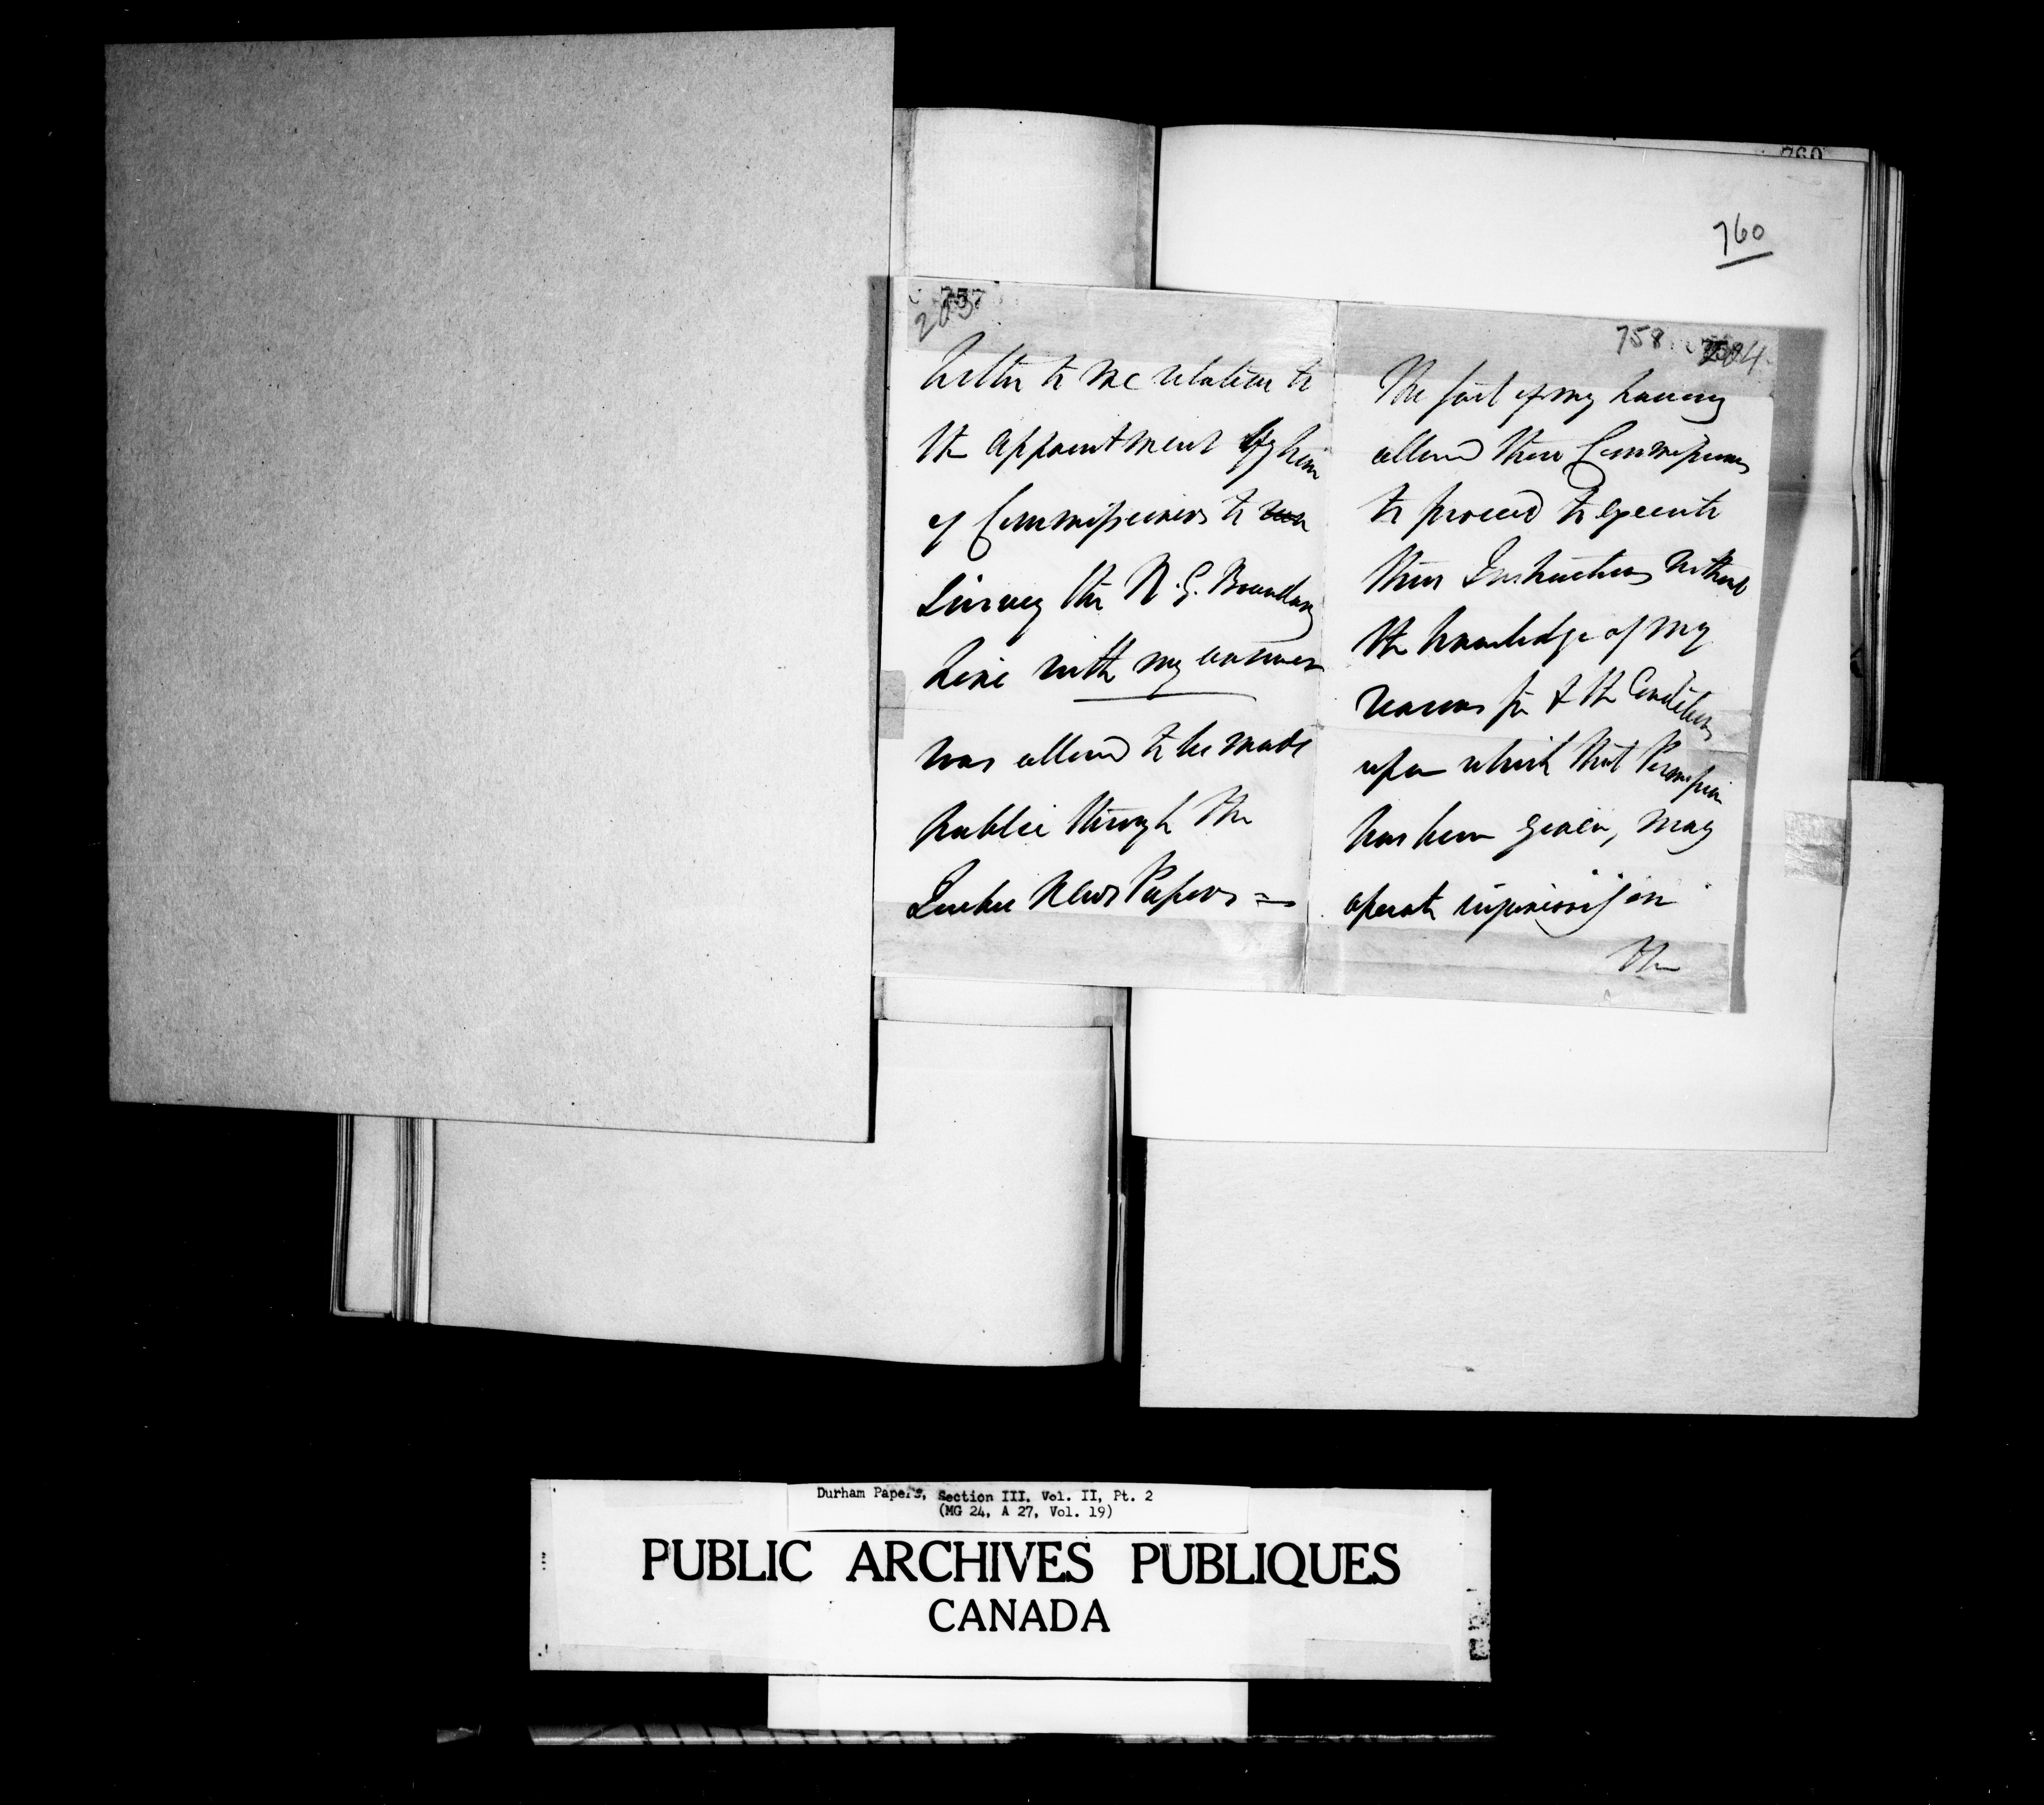 760
757
Letter to me relative to
the appointment by him
of Commissioners to run
Survey the N.E. Boundary
Line with my answer
was allowed to be made
public through the
Quebec News Papers =
758
The fact of my having
allowed these Commissioners
to proceed to execute
their Instructions without
the knowledge of my
reasons for & the Conditions
upon which that Permission
has been given, may
operate injuriously on
the
Durham Papers, Section III, Vol. II, Pt. 2
(MG 24, A 27, Vol. 19)
PUBLIC ARCHIVES PUBLIQUES
CANADA